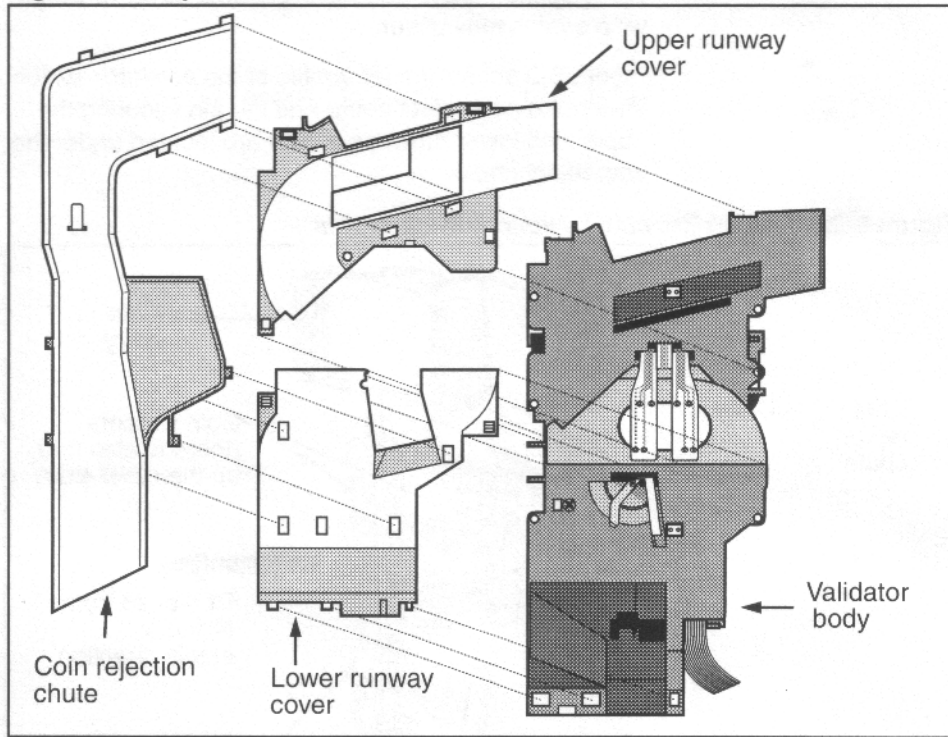 Upper runway
cover
Validator
body
Coin rejection
chute
Lower runway
cover